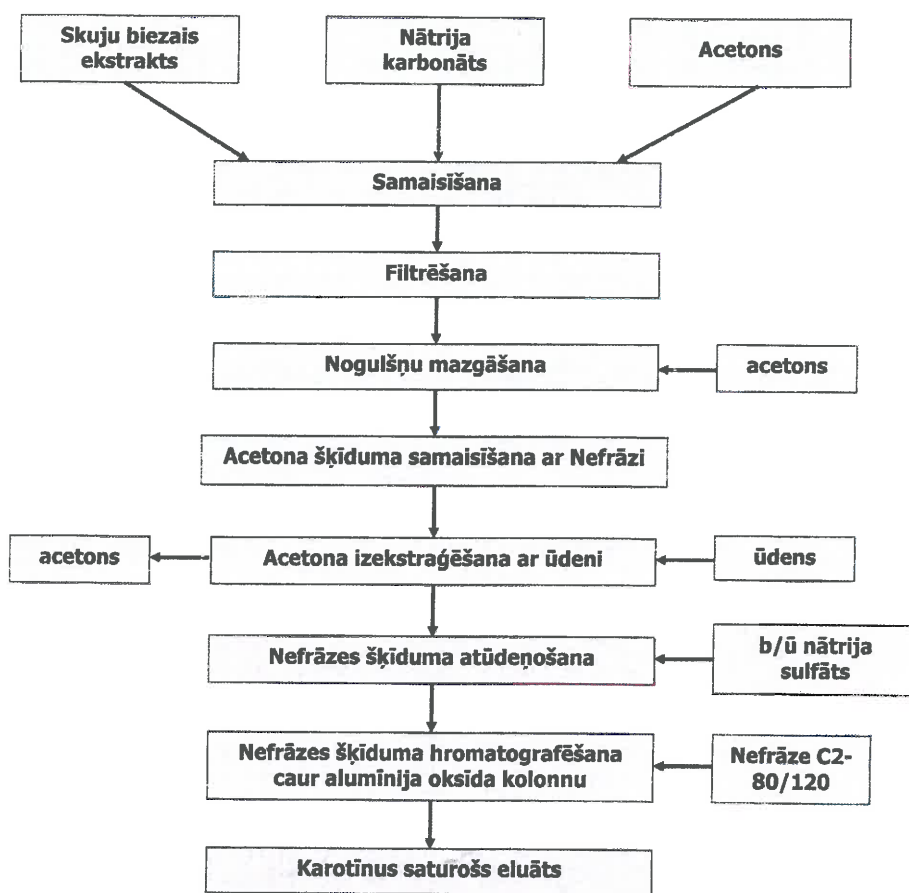 Skuju biezais
ekstrakts
Nātrija
karbonāts
Acetons
Samaisīšana
Filtrēšana
Nogulšņu mazgāšana
acetons
Acetona šķīduma samaisīšana ar Nefrāzi
acetons
Acetona izekstraģēšana ar ūdeni
ūdens
Nefrāzes šķīduma atūdeņošana
b/ū nātrija
sulfāts
Nefrāzes šķīduma hromatografēšana
caur alumīnija oksīda kolonnu
Nefrāze C2-
80/120
Karotīnus saturošs eluāts